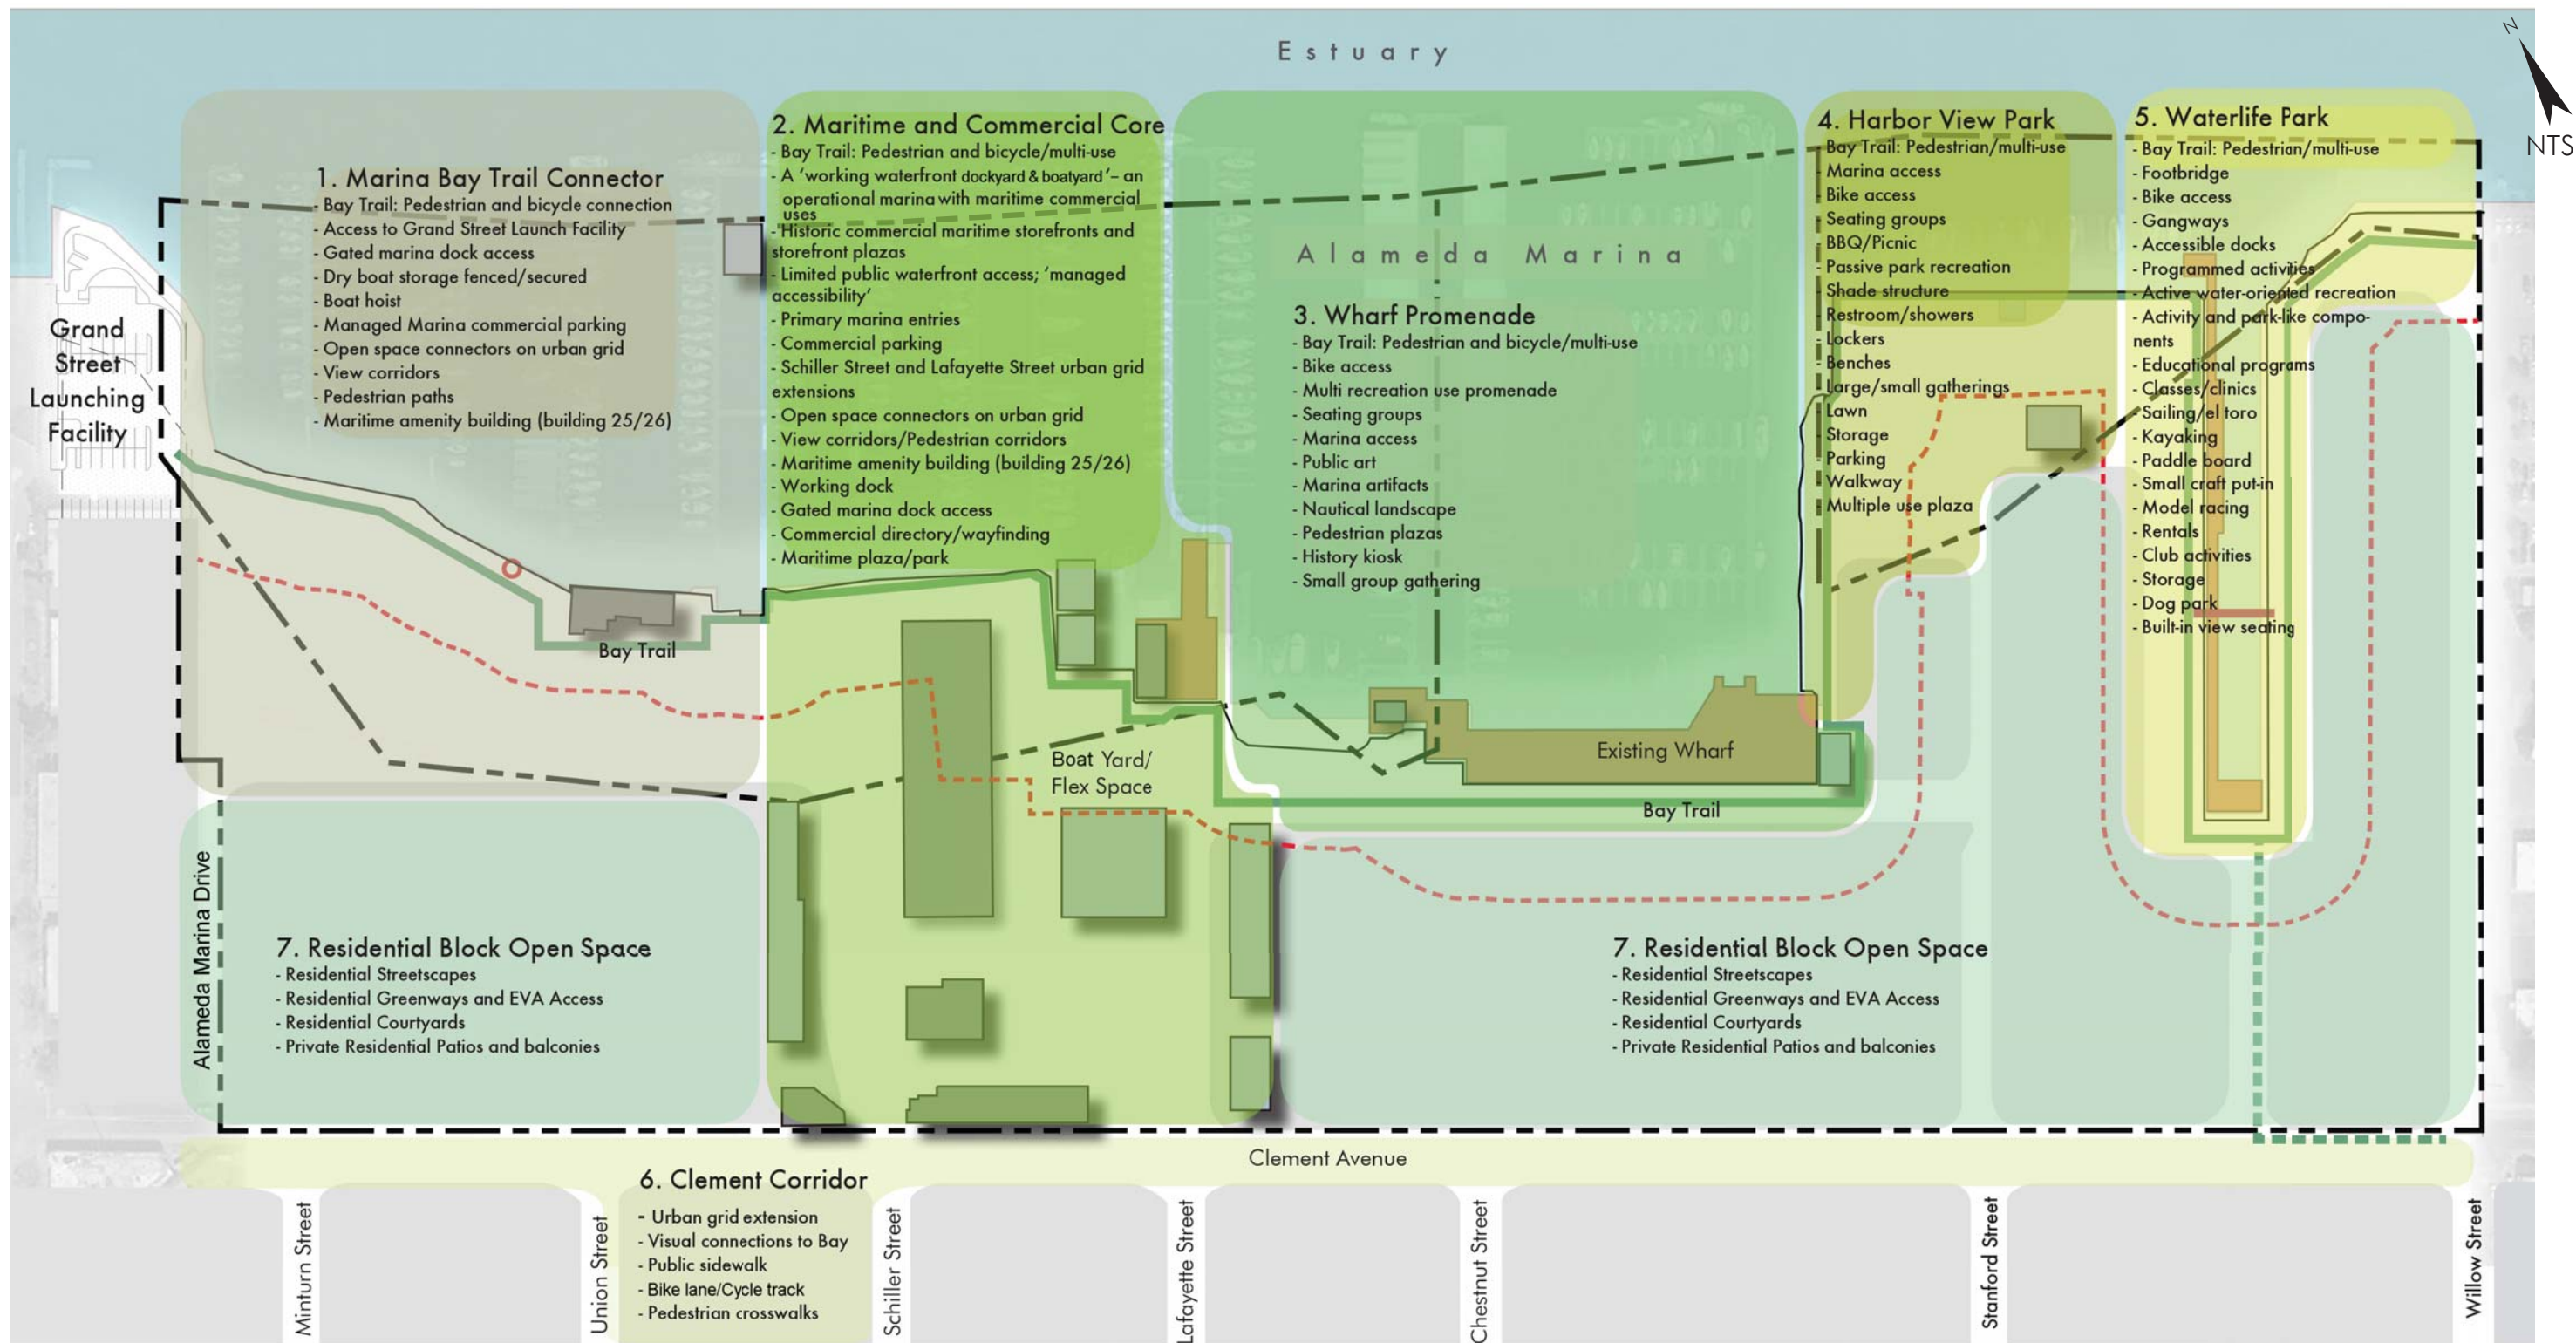 Estuary
N
NTS
1. Marina Bay Trail Connector
- Bay Trail: Pedestrian and bicycle connection
- Access to Grand Street Launch Facility
- Gated marina dock access
- Dry boat storage fenced/secured
- Boat hoist
- Managed Marina commercial parking
- Open space connectors on urban grid
- View corridors
- Pedestrian paths
- Maritime amenity building (building 25/26)
2. Maritime and Commercial Core
- Bay Trail: Pedestrian and bicycle/multi-use
- A ‘working waterfront dockyard & boatyard’– an
operational marina with maritime commercial
uses
- Historic commercial maritime storefronts and
storefront plazas
- Limited public waterfront access; ‘managed
accessibility’
- Primary marina entries
- Commercial parking
- Schiller Street and Lafayette Street urban grid
extensions
- Open space connectors on urban grid
- View corridors/Pedestrian corridors
- Maritime amenity building (building 25/26)
- Working dock
- Gated marina dock access
- Commercial directory/wayfinding
- Maritime plaza/park
Alameda Marina
3. Wharf Promenade
- Bay Trail: Pedestrian and bicycle/multi-use
- Bike access
- Multi recreation use promenade
- Seating groups
- Marina access
- Public art
- Marina artifacts
- Nautical landscape
- Pedestrian plazas
- History kiosk
- Small group gathering
4. Harbor View Park
- Bay Trail: Pedestrian/multi-use
- Marina access
- Bike access
- Seating groups
- BBQ/Picnic
- Passive park recreation
- Shade structure
- Restroom/showers
- Lockers
- Benches
- Large/small gatherings
- Lawn
- Storage
- Parking
- Walkway
- Multiple use plaza
5. Waterlife Park
- Bay Trail: Pedestrian/multi-use
- Footbridge
- Bike access
- Gangways
- Accessible docks
- Programmed activities
- Active water-oriented recreation
- Activity and park-like compo-
nents
- Educational programs
- Classes/clinics
- Sailing/el toro
- Kayaking
- Paddle board
- Small craft put-in
- Model racing
- Rentals
- Club activities
- Storage
- Dog park
- Built-in view seating
Grand
Street
Launching
Facility
Bay Trail
Boat Yard/
Flex Space
Existing Wharf
Bay Trail
Alameda Marina Drive
7. Residential Block Open Space
- Residential Streetscapes
- Residential Greenways and EVA Access
- Residential Courtyards
- Private Residential Patios and balconies
7. Residential Block Open Space
- Residential Streetscapes
- Residential Greenways and EVA Access
- Residential Courtyards
- Private Residential Patios and balconies
Clement Avenue
6. Clement Corridor
- Urban grid extension
- Visual connections to Bay
- Public sidewalk
- Bike lane/Cycle track
- Pedestrian crosswalks
Minturn Street
Union Street
Schiller Street
Lafayette Street
Chestnut Street
Stanford Street
Willow Street